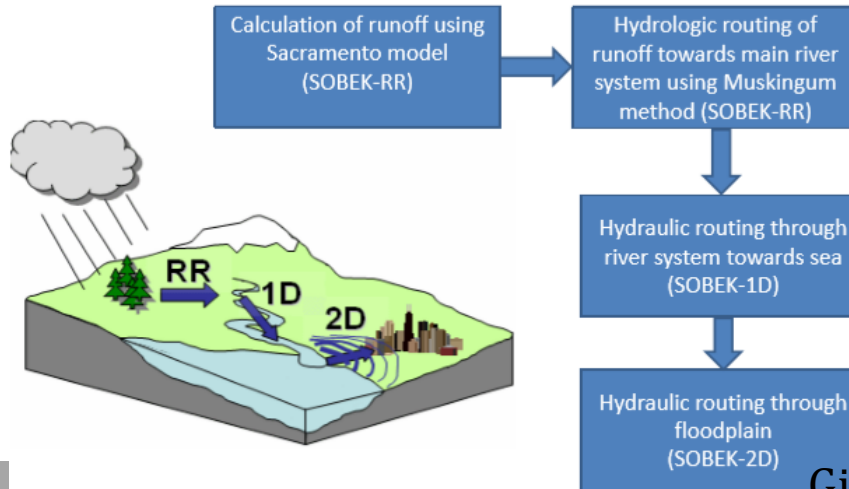 Calculation of runoff using
Sacramento model
(SOBEK-RR)
Hydrologic routing of
runoff towards main river
system using Muskingum
method (SOBEK-RR)
Hydraulic routing through
river system towards sea
(SOBEK-1D)
Hydraulic routing through
floodplain
(SOBEK-2D)
RR
1D
2D
Gi